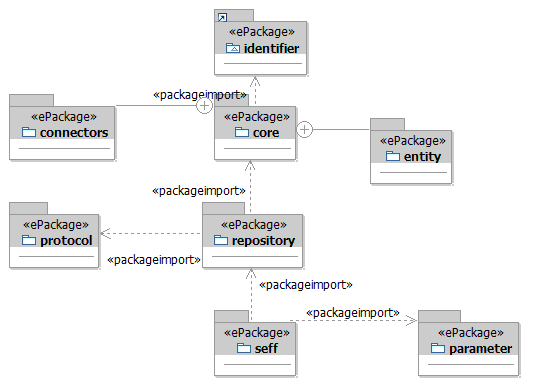 «ePackage»
identifier
«packageimport»
«ePackage»
connectors
«ePackage»
core
«ePackage»
entity
«packageimport»
«ePackage»
protocol
«ePackage»
repository
«packageimport»
«packageimport»
«packageimport»
«ePackage»
seff
«ePackage»
parameter